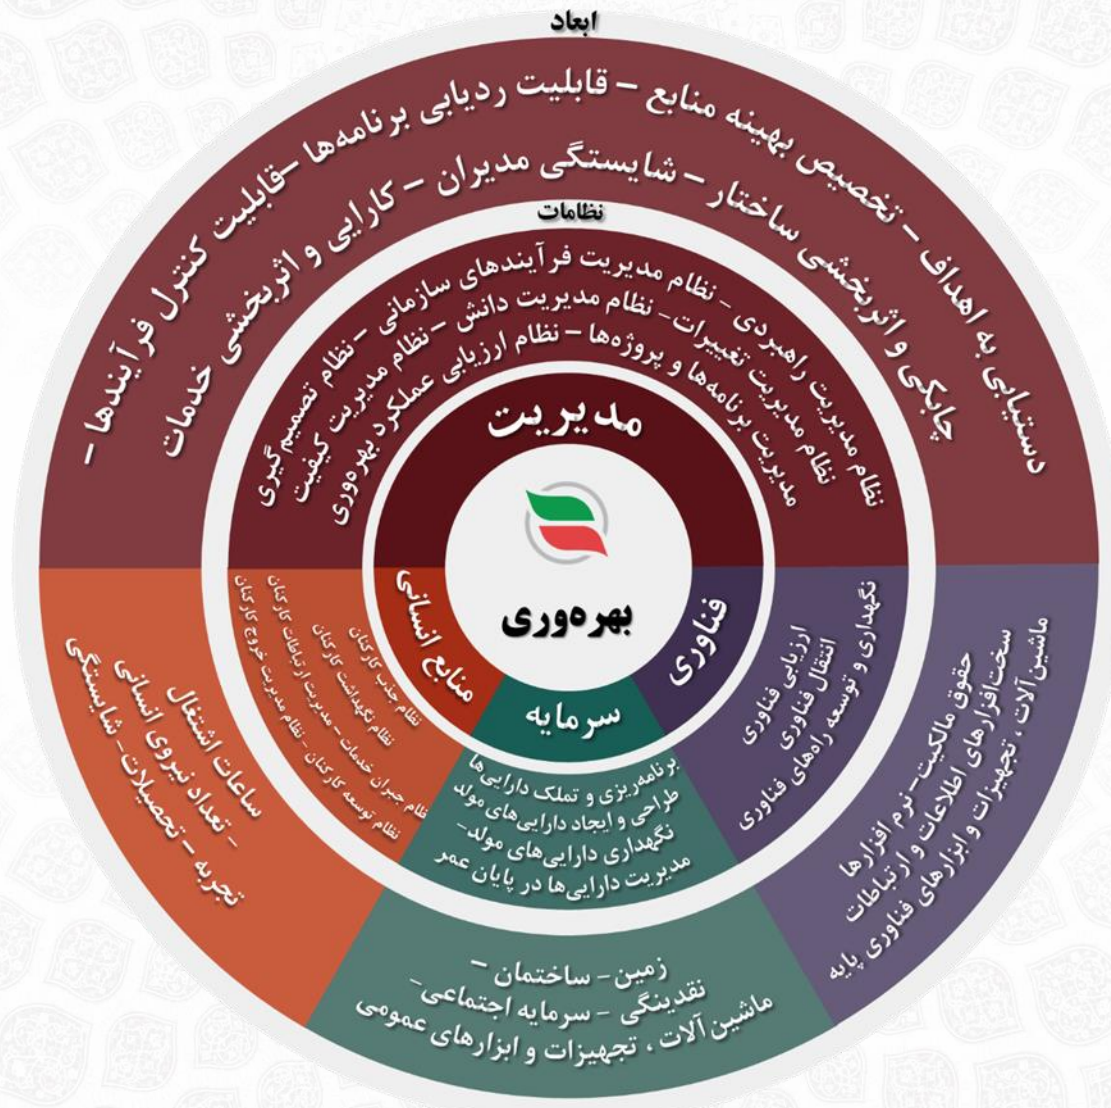 ابعاد
دستیابی به اهداف – تخصیص بهینه منابع – قابلیت ردیابی برنامه‌ها –قابلیت کنترل فرآیندها –
چابکی و اثربخشی ساختار – شایستگی مدیران – کارایی و اثربخشی خدمات
نظامات
نظام مدیریت راهبردی – نظام مدیریت فرآیندهای سازمانی – نظام تصمیم گیری
نظام مدیریت تغییرات– نظام مدیریت دانش –نظام مدیریت کیفیت
مدیریت برنامه‌ها و پروژه‌ها – نظام ارزیابی عملکرد بهره‌وری
مدیریت
بهره‌وری
فناوری
ارزیابی فناوری
انتقال فناوری
نگهداری و توسعه راه‌های فناوری
حقوق مالکیت– نرم افزارها
سخت‌افزارهای اطلاعات و ارتباطات
ماشین‌آلات ، تجهیزات و ابزارهای فناوری پایه
سرمایه
برنامه‌ریزی و تملک دارایی‌ها
طراحی و ایجاد دارایی‌های مولد
نگهداری دارایی‌های مولد–
مدیریت دارایی‌ها در پایان عمر
زمین – ساختمان –
نقدینگی – سرمایه اجتماعی–
ماشین‌آلات ، تجهیزات و ابزارهای عمومی
منابع انسانی
نظام جذب کارکنان
نظام نگهداشت کارکنان
نظام جبران خدمات – مدیریت ارتباطات کارکنان
نظام توسعه کارکنان – نظام مدیریت خروج کارکنان
ساعات اشتغال
– تعداد نیروی انسانی
تجربه – تحصیلات– شایستگی